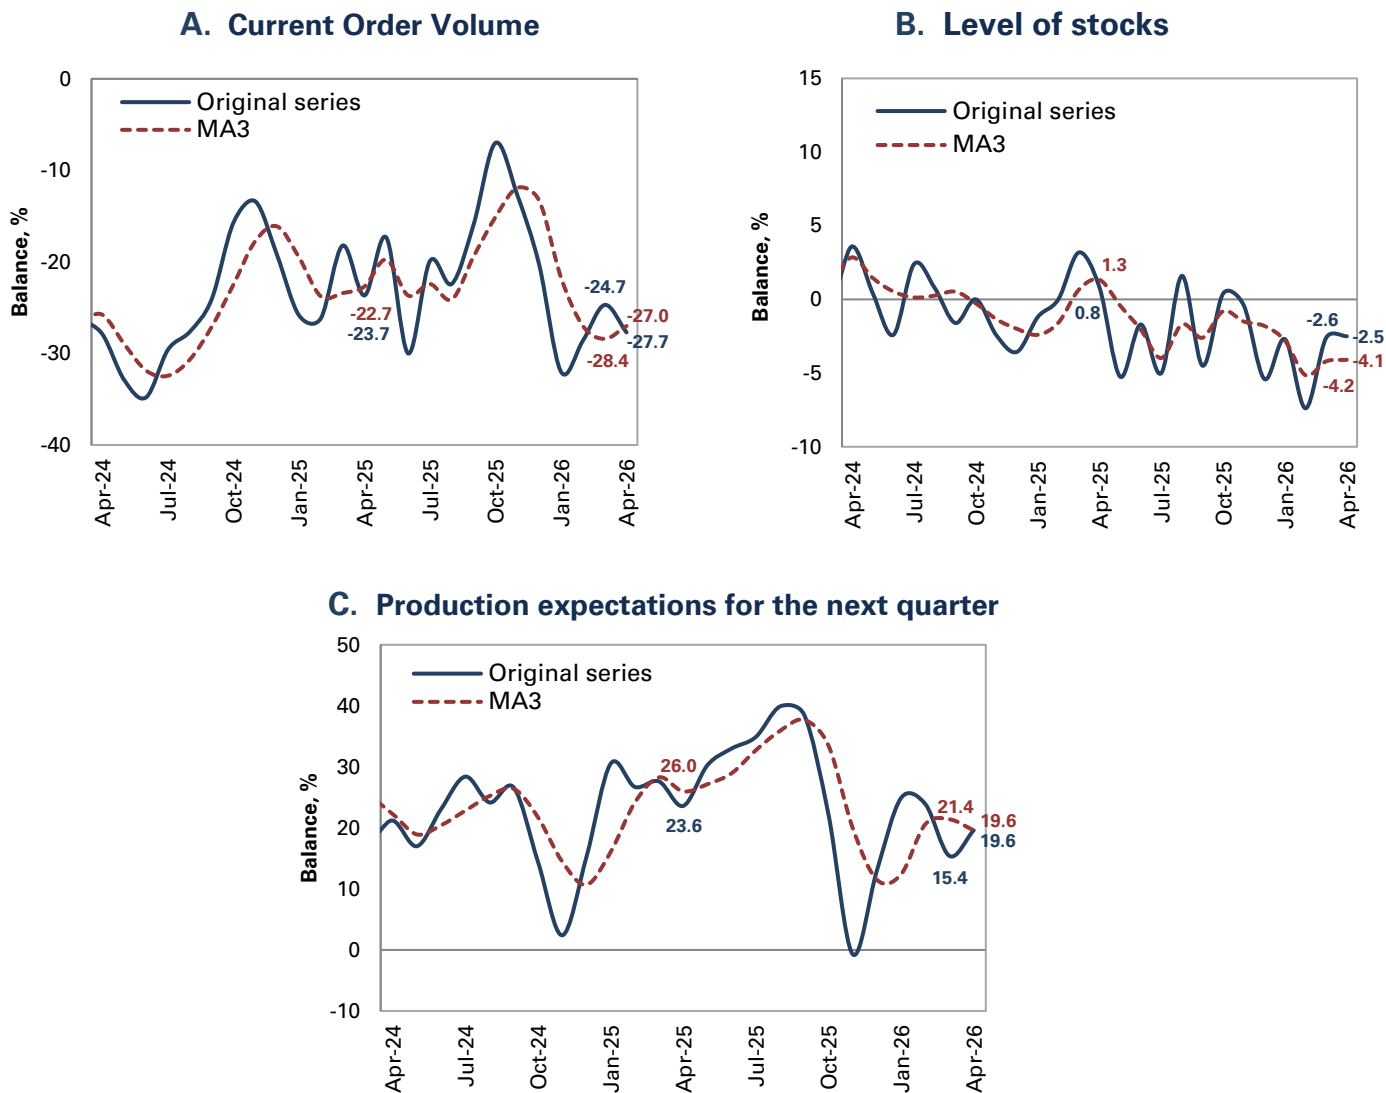 A. Current Order Volume
0
-10
-20
-30
-40
Balance, %
Original series
MA3
-22.7
-23.7
-24.7
-27.0
-27.7
-28.4
Apr-24
Jul-24
Oct-24
Jan-25
Apr-25
Jul-25
Oct-25
Jan-26
Apr-26
B. Level of stocks
15
10
5
0
-5
-10
Balance, %
Original series
MA3
1.3
0.8
-2.6
-2.5
-4.1
-4.2
Apr-24
Jul-24
Oct-24
Jan-25
Apr-25
Jul-25
Oct-25
Jan-26
Apr-26
C. Production expectations for the next quarter
50
40
30
20
10
0
-10
Balance, %
Original series
MA3
26.0
23.6
21.4
19.6
19.6
15.4
Apr-24
Jul-24
Oct-24
Jan-25
Apr-25
Jul-25
Oct-25
Jan-26
Apr-26